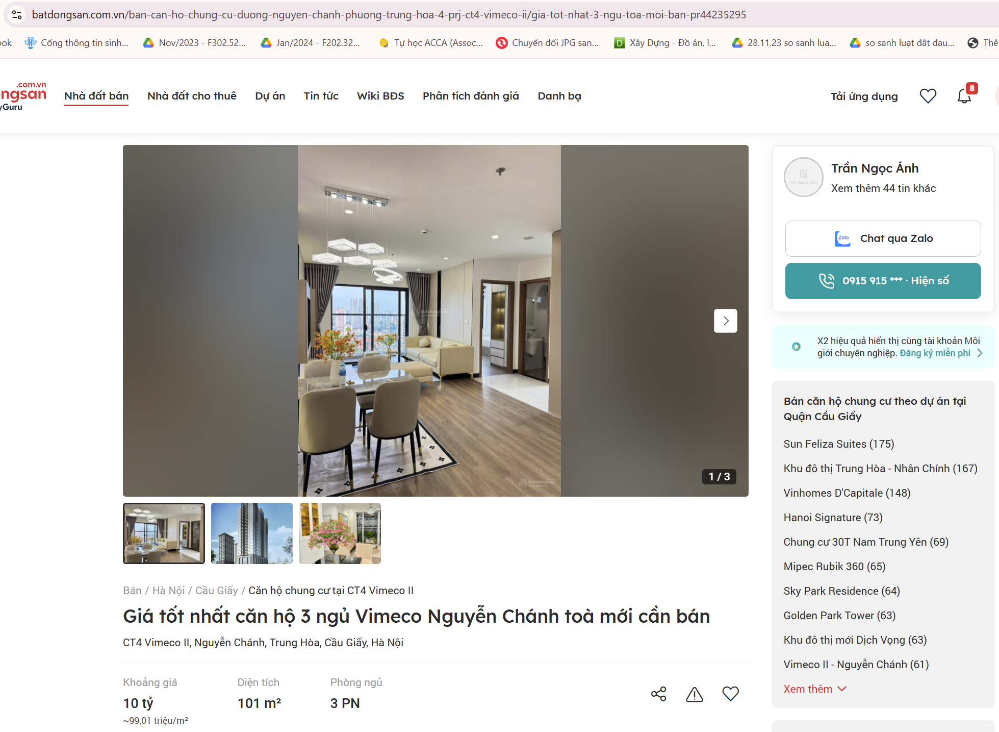 batdongsan.com.vn/ban-can-ho-chung-cu-duong-nguyen-chanh-phuong-trung-hoa-4-prj-ct4-vimeco-ii/gia-tot-nhat-3-ngu-toa-moi-ban-pr44235295
ook Cổng thông tin sinh... Nov/2023 - F302.52... Jan/2024 - F202.32... Tự học ACCA (Assoc... Chuyển đổi JPG san... D Xây Dựng - Đồ án, l... 28.11.23 so sanh lua... so sanh luạt đât đau... Thê
.com.vn
ngsan
yGuru
Nhà đất bán Nhà đất cho thuê Dự án Tin tức Wiki BĐS Phân tích đánh giá Danh bạ
Tải ứng dụng 8
Batdongsan
Batdongsan
1 / 3
Bán / Hà Nội / Cầu Giấy / Căn hộ chung cư tại CT4 Vimeco II
Giá tốt nhất căn hộ 3 ngủ Vimeco Nguyễn Chánh toà mới cần bán
CT4 Vimeco II, Nguyễn Chánh, Trung Hòa, Cầu Giấy, Hà Nội
Khoảng giá Diện tích Phòng ngủ
10 tỷ 101 m² 3 PN
~99,01 triệu/m²
Trần Ngọc Ánh
Xem thêm 44 tin khác
Zalo Chat qua Zalo
0915 915 *** · Hiện số
X2 hiệu quả hiển thị cùng tài khoản Môi
giới chuyên nghiệp. Đăng ký miễn phí
Bán căn hộ chung cư theo dự án tại
Quận Cầu Giấy
Sun Feliza Suites (175)
Khu đô thị Trung Hòa - Nhân Chính (167)
Vinhomes D'Capitale (148)
Hanoi Signature (73)
Chung cư 30T Nam Trung Yên (69)
Mipec Rubik 360 (65)
Sky Park Residence (64)
Golden Park Tower (63)
Khu đô thị mới Dịch Vọng (63)
Vimeco II - Nguyễn Chánh (61)
Xem thêm